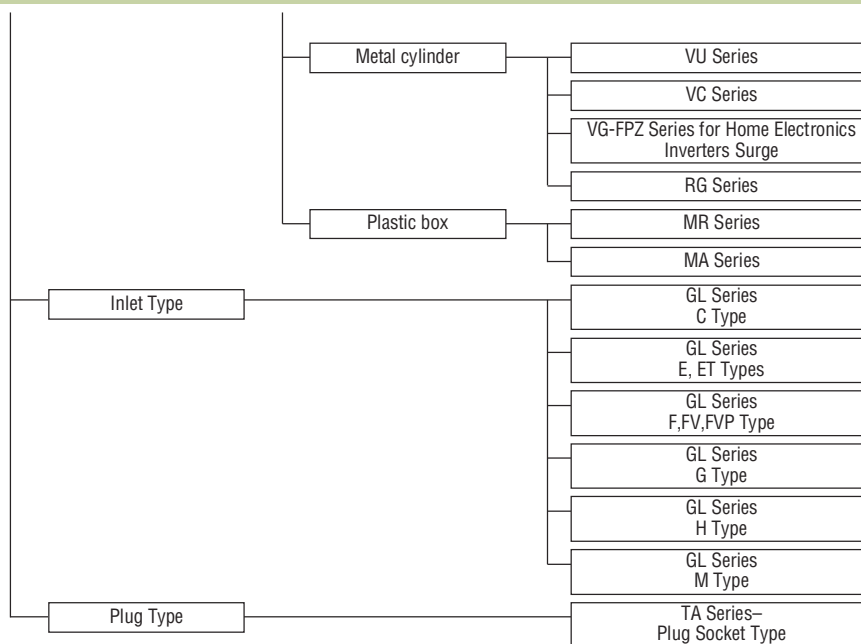 Metal cylinder
VU Series
VC Series
VG-FPZ Series for Home Electronics
Inverters Surge
RG Series
Plastic box
MR Series
MA Series
Inlet Type
GL Series
C Type
GL Series
E, ET Types
GL Series
F,FV,FVP Type
GL Series
G Type
GL Series
H Type
GL Series
M Type
Plug Type
TA Series–
Plug Socket Type